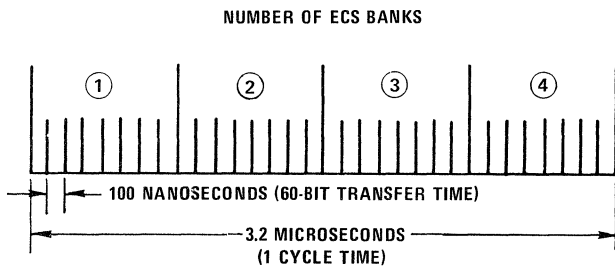 NUMBER OF ECS BANKS
1 2 3 4
100 NANOSECONDS (60-BIT TRANSFER TIME)
3.2 MICROSECONDS
(1 CYCLE TIME)